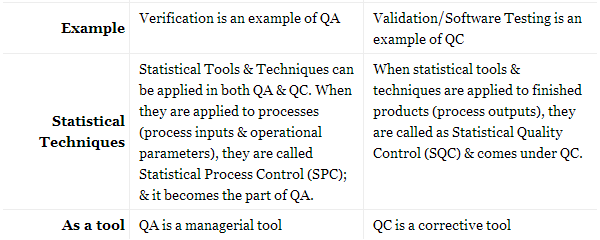 Example
Verification is an example of QA
Validation/Software Testing is an
example of QC
Statistical
Techniques
Statistical Tools & Techniques can
be applied in both QA & QC. When
they are applied to processes
(process inputs & operational
parameters), they are called
Statistical Process Control (SPC);
& it becomes the part of QA.
When statistical tools &
techniques are applied to finished
products (process outputs), they
are called as Statistical Quality
Control (SQC) & comes under QC.
As a tool
QA is a managerial tool
QC is a corrective tool